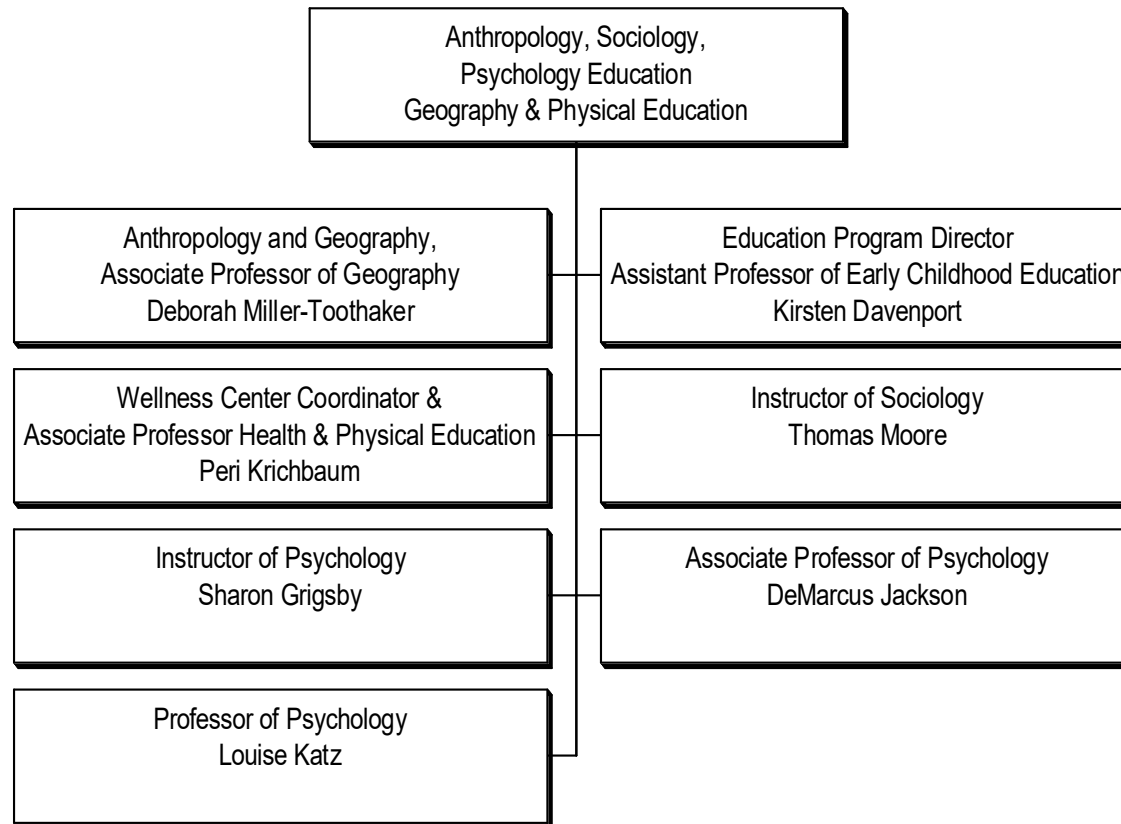 Anthropology, Sociology,
Psychology Education
Geography & Physical Education
Anthropology and Geography,
Associate Professor of Geography
Deborah Miller-Toothaker
Education Program Director
Assistant Professor of Early Childhood Education
Kirsten Davenport
Wellness Center Coordinator &
Associate Professor Health & Physical Education
Peri Krichbaum
Instructor of Sociology
Thomas Moore
Instructor of Psychology
Sharon Grigsby
Associate Professor of Psychology
DeMarcus Jackson
Professor of Psychology
Louise Katz